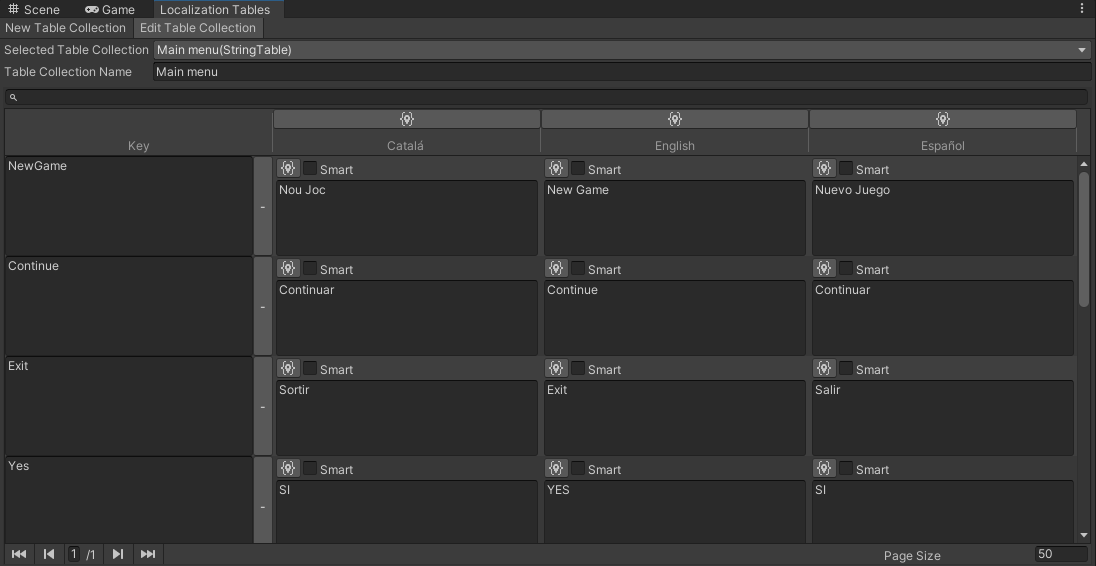 Scene Game Localization Tables
New Table Collection Edit Table Collection
Selected Table Collection Main menu(StringTable)
Table Collection Name Main menu
Key Catalá English Español
NewGame Smart Smart Smart
Nou Joc New Game Nuevo Juego
-
Continue Smart Smart Smart
Continuar Continue Continuar
-
Exit Smart Smart Smart
Sortir Exit Salir
-
Yes Smart Smart Smart
SI YES SI
-
1 /1 Page Size 50